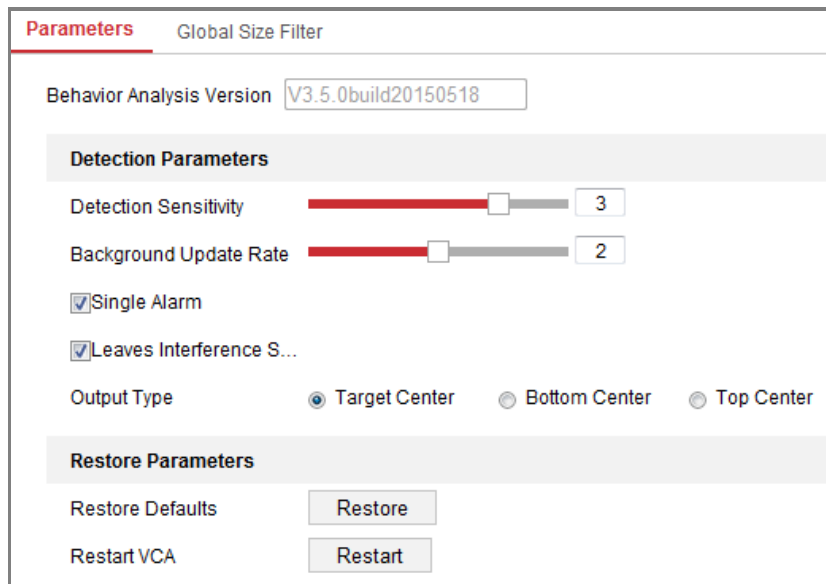 Parameters Global Size Filter
Behavior Analysis Version V3.5.0build20150518
Detection Parameters
Detection Sensitivity 3
Background Update Rate 2
Single Alarm
Leaves Interference S...
Output Type Target Center Bottom Center Top Center
Restore Parameters
Restore Defaults Restore
Restart VCA Restart